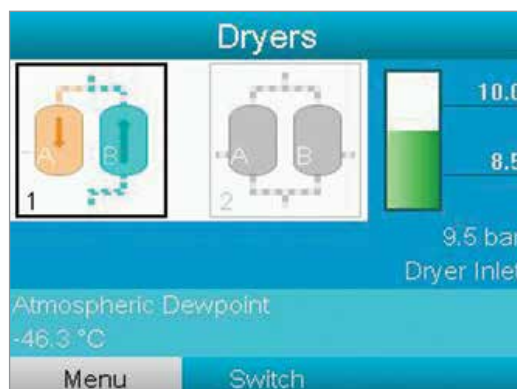 Dryers
A
B
1
A
B
2
10.0
8.5
9.5 bar
Dryer Inlet
Atmospheric Dewpoint
-46.3 °C
Menu
Switch